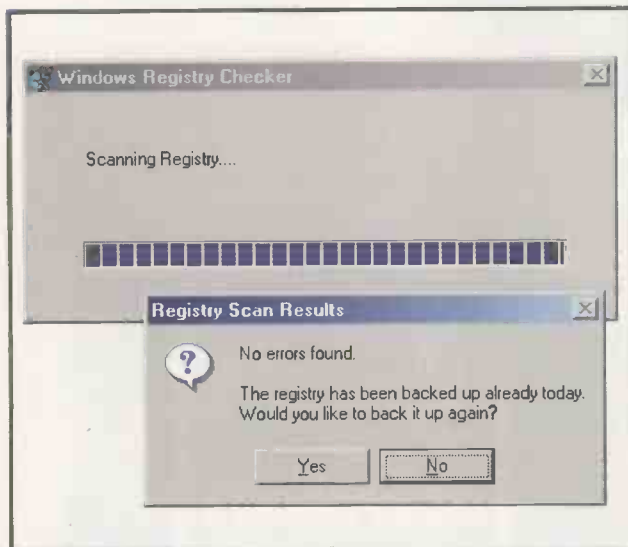 Windows Registry Checker
Scanning Registry....
Registry Scan Results
No errors found.
The registry has been backed up already today.
Would you like to back it up again?
Yes
No